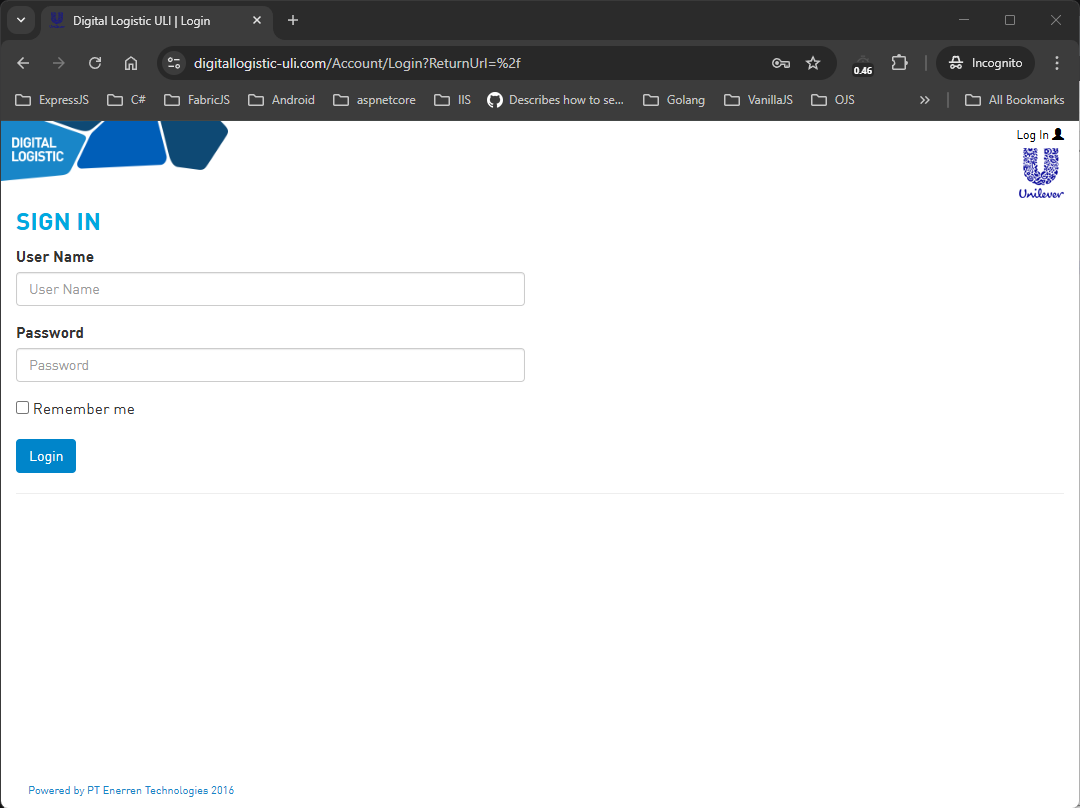 Digital Logistic ULI | Login
digitallogistic-uli.com/Account/Login?ReturnUrl=%2f
0.46
Incognito
ExpressJS
C#
FabricJS
Android
aspnetcore
IIS
Describes how to se...
Golang
VanillaJS
OJS
All Bookmarks
DIGITAL
LOGISTIC
Log In
Unilever
SIGN IN
User Name
User Name
Password
Password
Remember me
Login
Powered by PT Enerren Technologies 2016